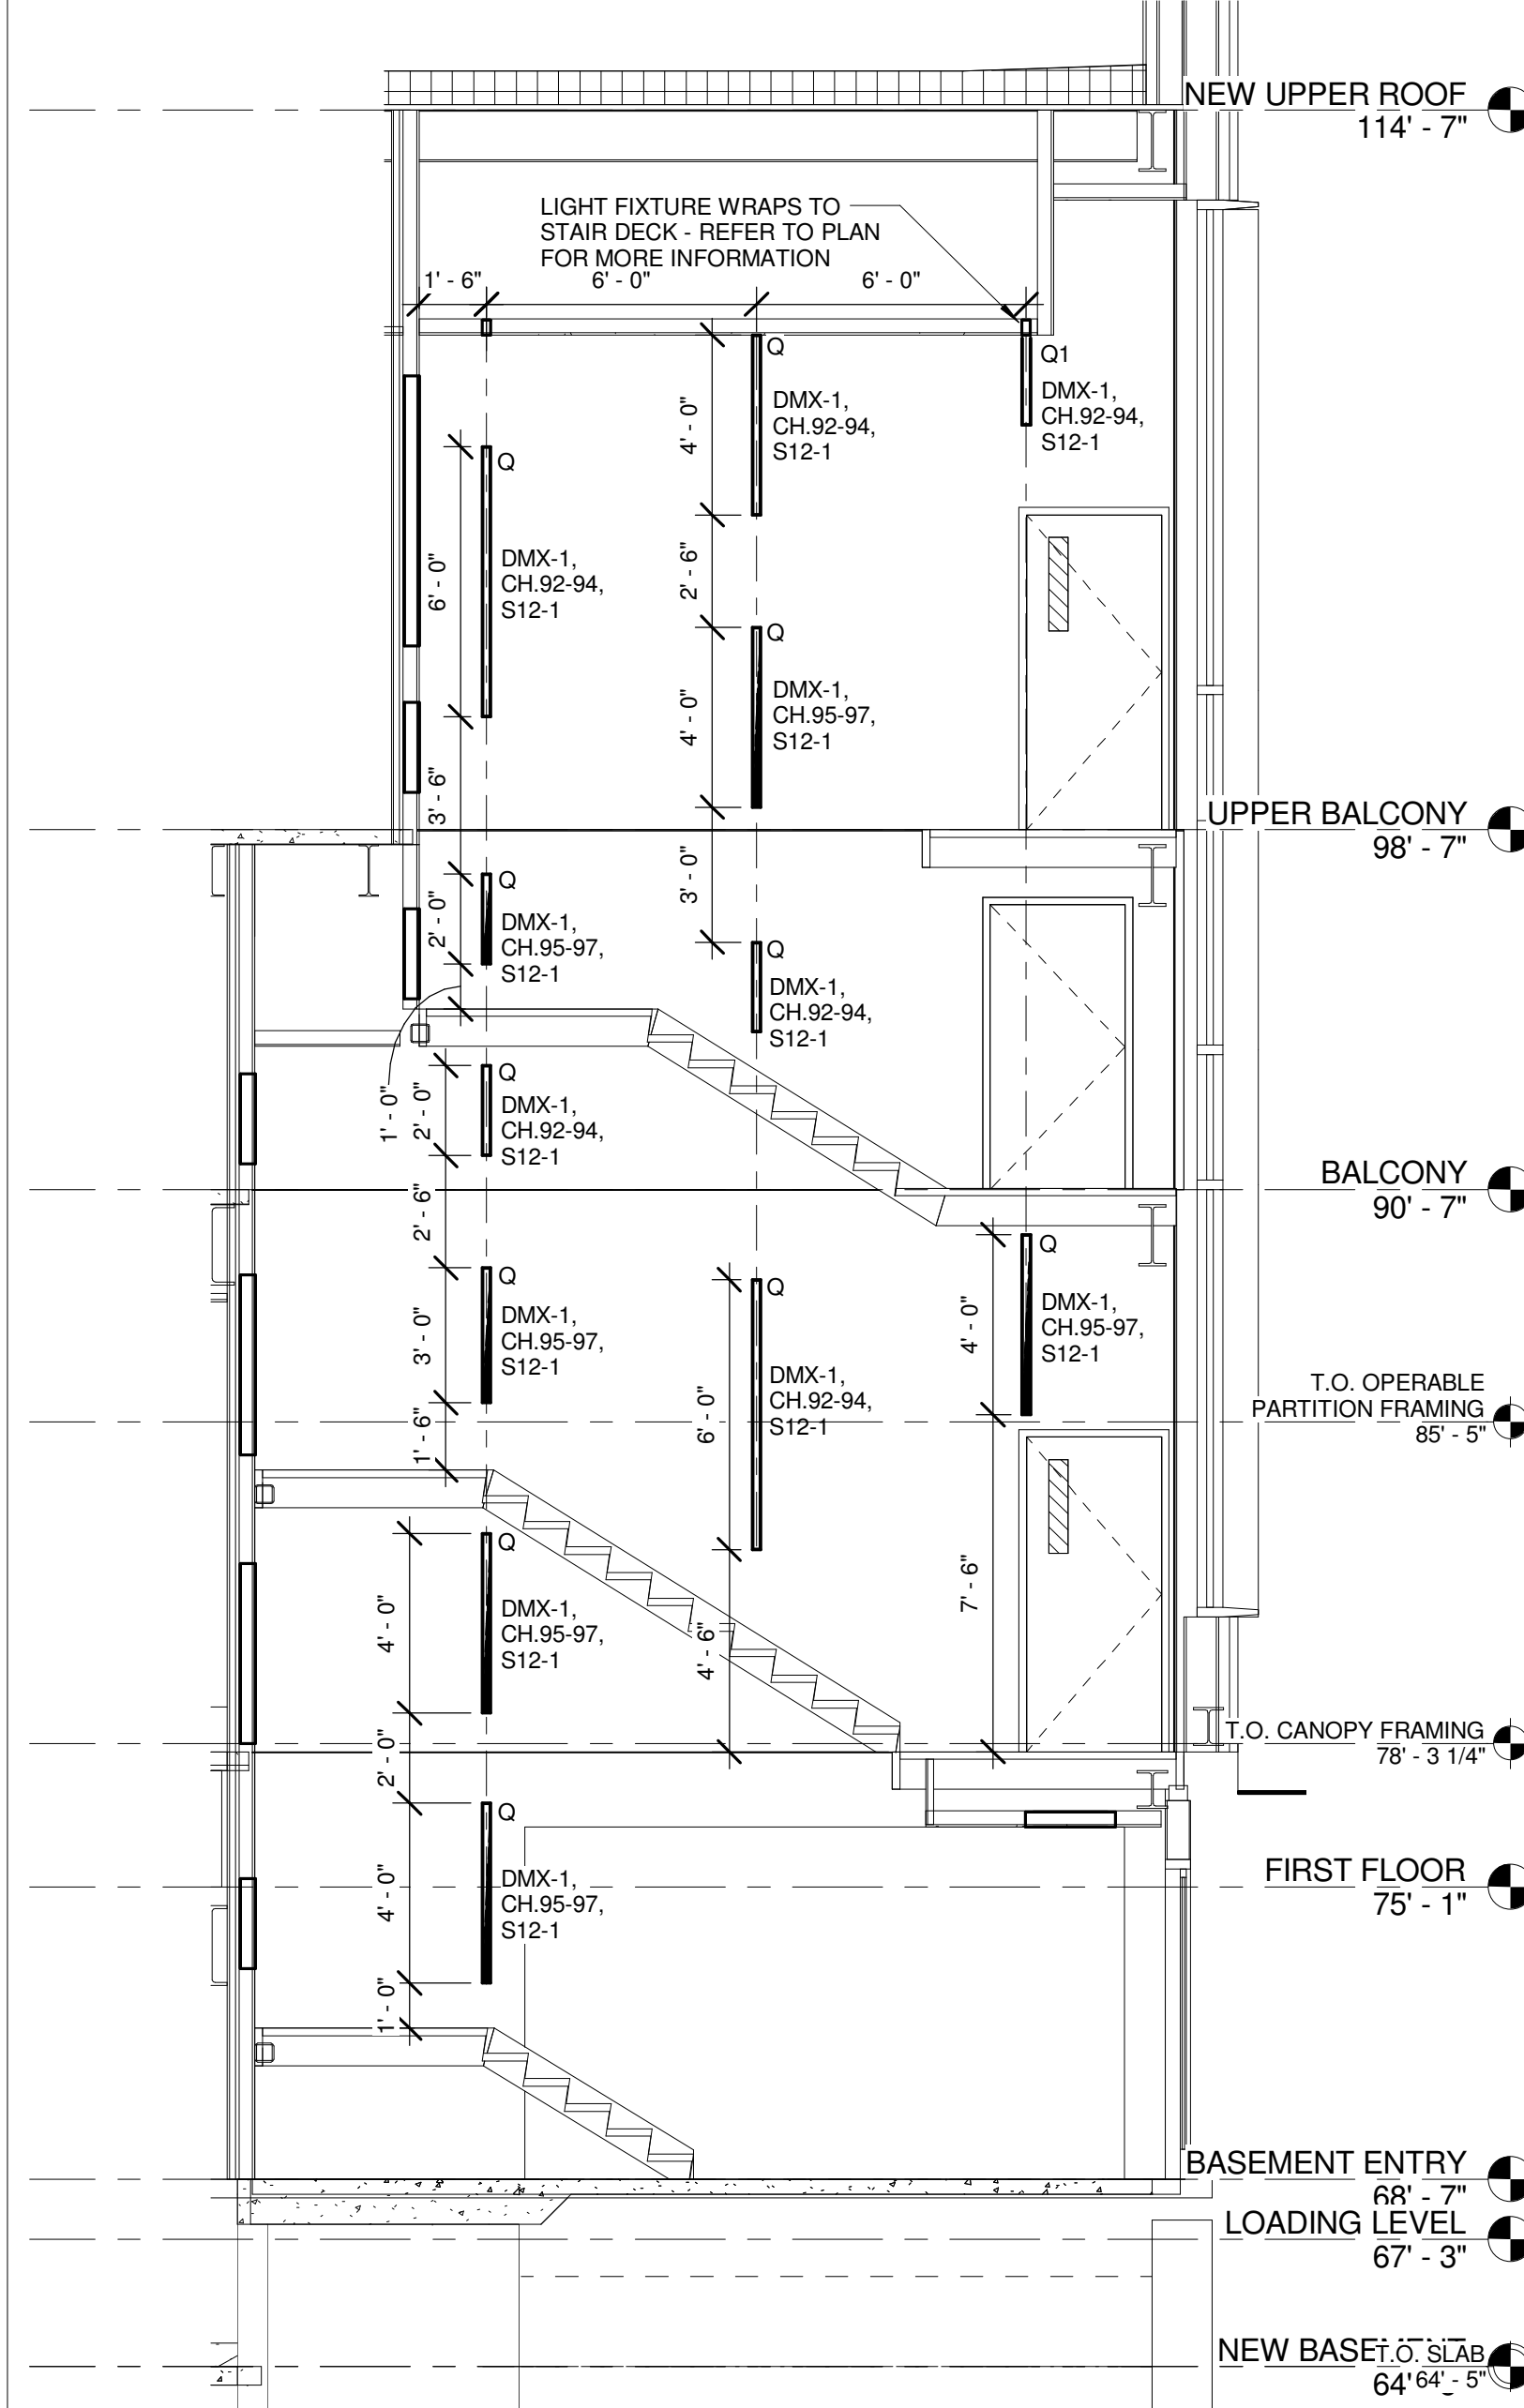 NEW UPPER ROOF
114' - 7"
LIGHT FIXTURE WRAPS TO
STAIR DECK - REFER TO PLAN
FOR MORE INFORMATION
1' - 6"
6' - 0"
6' - 0"
Q
DMX-1,
CH.92-94,
S12-1
4' - 0"
Q1
DMX-1,
CH.92-94,
S12-1
Q
DMX-1,
CH.92-94,
S12-1
6' - 0"
2' - 6"
Q
DMX-1,
CH.95-97,
S12-1
4' - 0"
3' - 6"
UPPER BALCONY
98' - 7"
3' - 0"
Q
DMX-1,
CH.95-97,
S12-1
2' - 0"
Q
DMX-1,
CH.92-94,
S12-1
1' - 0"
2' - 0"
Q
DMX-1,
CH.92-94,
S12-1
BALCONY
90' - 7"
2' - 6"
Q
DMX-1,
CH.95-97,
S12-1
3' - 0"
Q
DMX-1,
CH.92-94,
S12-1
6' - 0"
Q
DMX-1,
CH.95-97,
S12-1
4' - 0"
T.O. OPERABLE
PARTITION FRAMING
85' - 5"
1' - 6"
Q
DMX-1,
CH.95-97,
S12-1
4' - 0"
4' - 6"
7' - 6"
T.O. CANOPY FRAMING
78' - 3 1/4"
2' - 0"
Q
DMX-1,
CH.95-97,
S12-1
4' - 0"
FIRST FLOOR
75' - 1"
1' - 0"
BASEMENT ENTRY
68' - 7"
LOADING LEVEL
67' - 3"
NEW
T.O. SLAB
64' - 5"